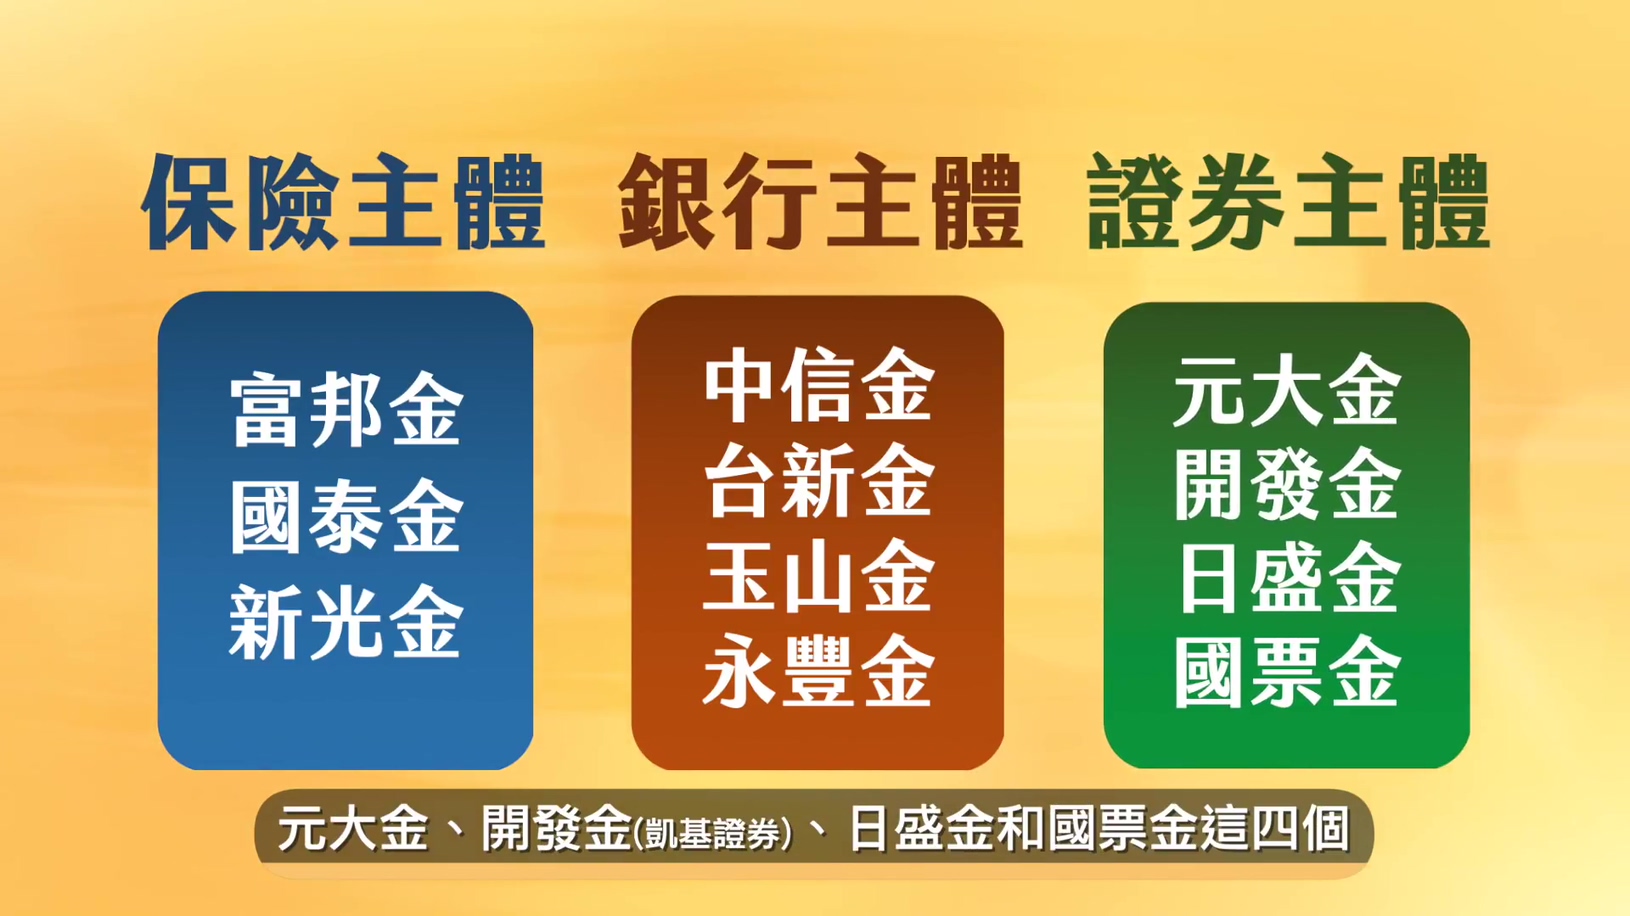 保險主體
富邦金
國泰金
新光金
銀行主體
中信金
台新金
玉山金
永豐金
證券主體
元大金
開發金
日盛金
國票金
元大金、開發金(凱基證券)、日盛金和國票金這四個